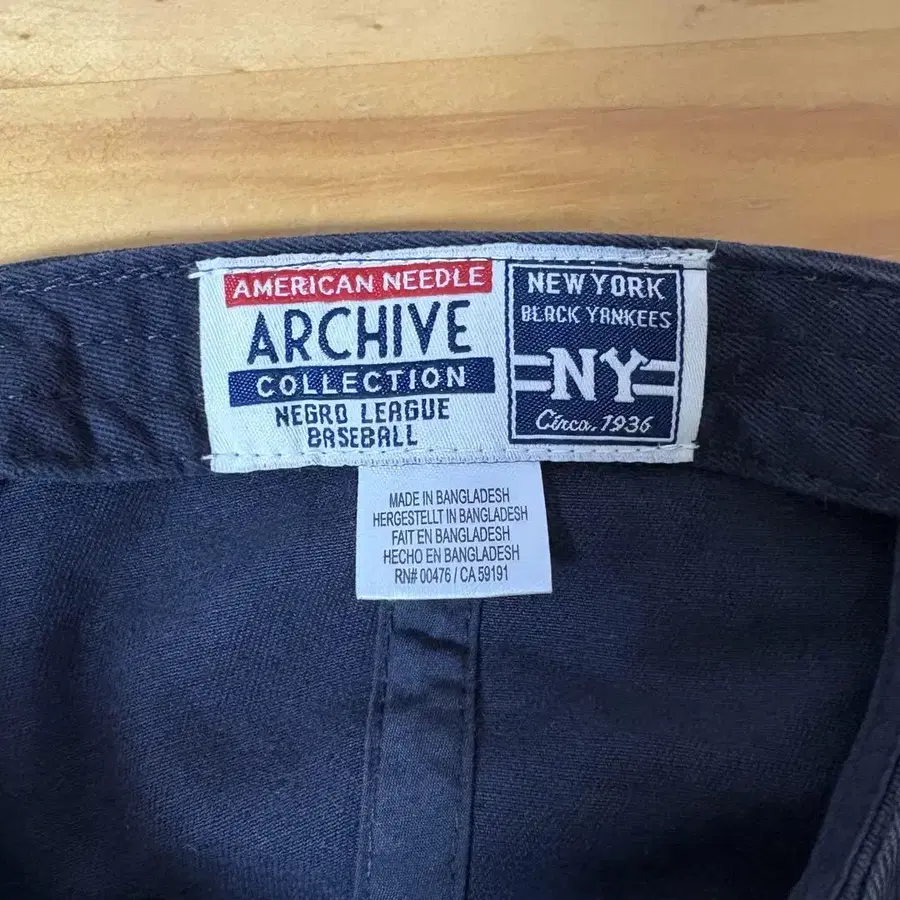 AMERICAN NEEDLE
ARCHIVE
COLLECTION
NEGRO LEAGUE
BASEBALL
NEW YORK
BLACK YANKEES
NY
Circa. 1936
MADE IN BANGLADESH
HERGESTELLT IN BANGLADESH
FAIT EN BANGLADESH
HECHO EN BANGLADESH
RN# 00476 / CA 59191